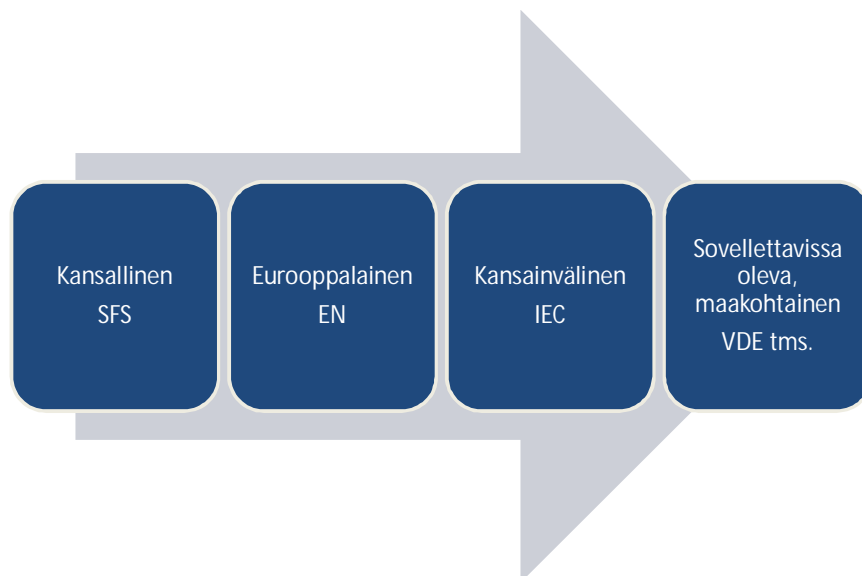 Kansallinen
SFS
Eurooppalainen
EN
Kansainvälinen
IEC
Sovellettavissa
oleva,
maakohtainen
VDE tms.